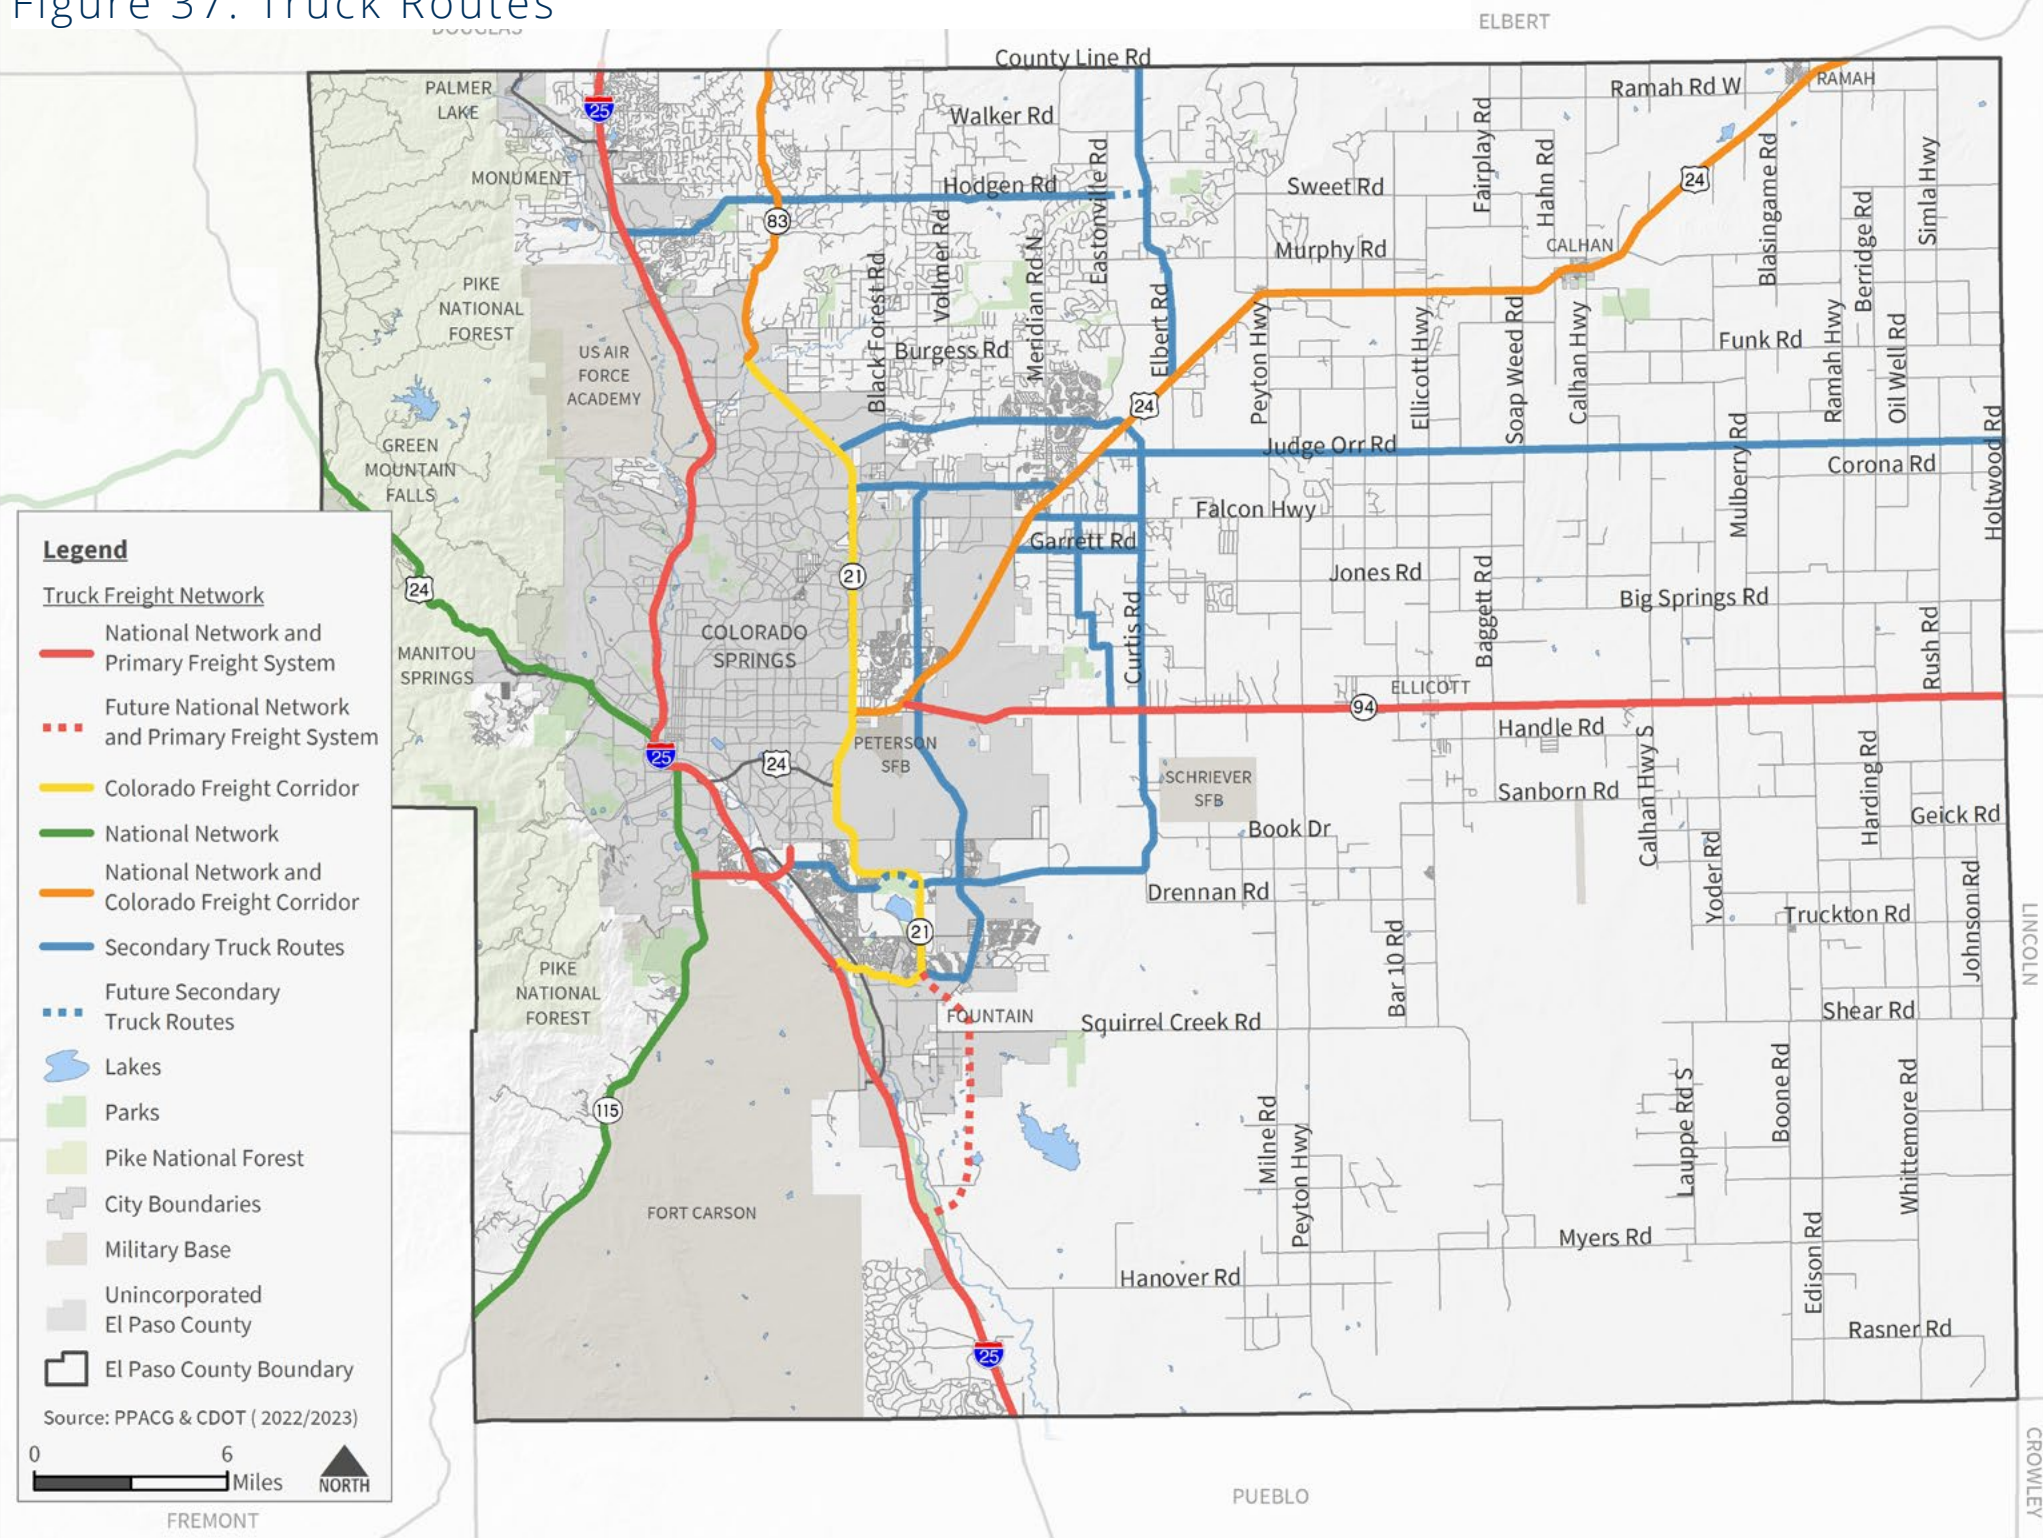 Figure 37. Truck Routes
DOUGLAS
ELBERT
County Line Rd
PALMER
LAKE
25
Walker Rd
Ramah Rd W
RAMAH
MONUMENT
Hodgen Rd
Eastonville Rd
Sweet Rd
Fairplay Rd
Hahn Rd
24
Blasingame Rd
Berridge Rd
Simla Hwy
83
Murphy Rd
CALHAN
PIKE
NATIONAL
FOREST
Black Forest Rd
Vollmer Rd
Meridian Rd N
Elbert Rd
Peyton Hwy
Ellicott Hwy
Soap Weed Rd
Calhan Hwy
Funk Rd
Ramah Hwy
Oil Well Rd
US AIR
FORCE
ACADEMY
Burgess Rd
24
GREEN
MOUNTAIN
FALLS
Judge Orr Rd
Mulberry Rd
Corona Rd
Holtwood Rd
Falcon Hwy
Garrett Rd
21
Jones Rd
Baggett Rd
Big Springs Rd
Rush Rd
24
COLORADO
SPRINGS
MANITOU
SPRINGS
Curtis Rd
ELLICOTT
94
Handle Rd
25
24
PETERSON
SFB
SCHRIEVER
SFB
Calhan Hwy S
Harding Rd
Sanborn Rd
Geick Rd
Book Dr
Yoder Rd
Drennan Rd
Truckton Rd
Johnson Rd
21
Bar 10 Rd
LINCOLN
PIKE
NATIONAL
FOREST
FOUNTAIN
Squirrel Creek Rd
Shear Rd
115
Milne Rd
Peyton Hwy
Lauppe Rd S
Boone Rd
Whittemore Rd
FORT CARSON
Myers Rd
Hanover Rd
Edison Rd
Rasner Rd
25
Legend
Truck Freight Network
National Network and
Primary Freight System
Future National Network
and Primary Freight System
Colorado Freight Corridor
National Network
National Network and
Colorado Freight Corridor
Secondary Truck Routes
Future Secondary
Truck Routes
Lakes
Parks
Pike National Forest
City Boundaries
Military Base
Unincorporated
El Paso County
El Paso County Boundary
Source: PPACG & CDOT ( 2022/2023)
0 6
Miles
NORTH
FREMONT
PUEBLO
CROWLEY